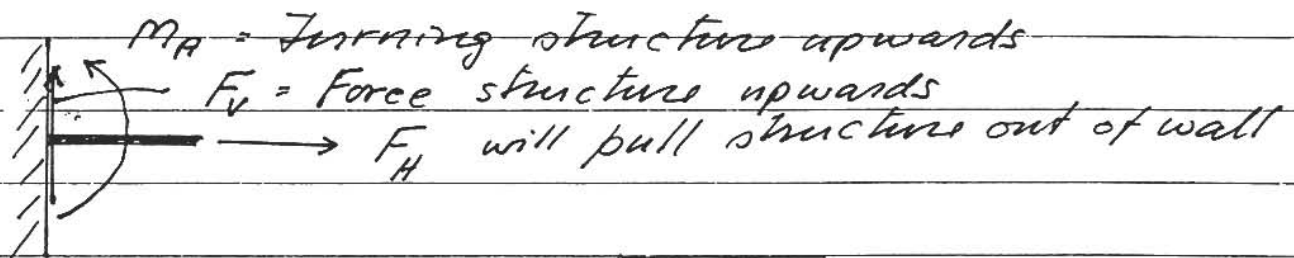 M_A = Turning structure upwards
F_V = Force structure upwards
F_H will pull structure out of wall